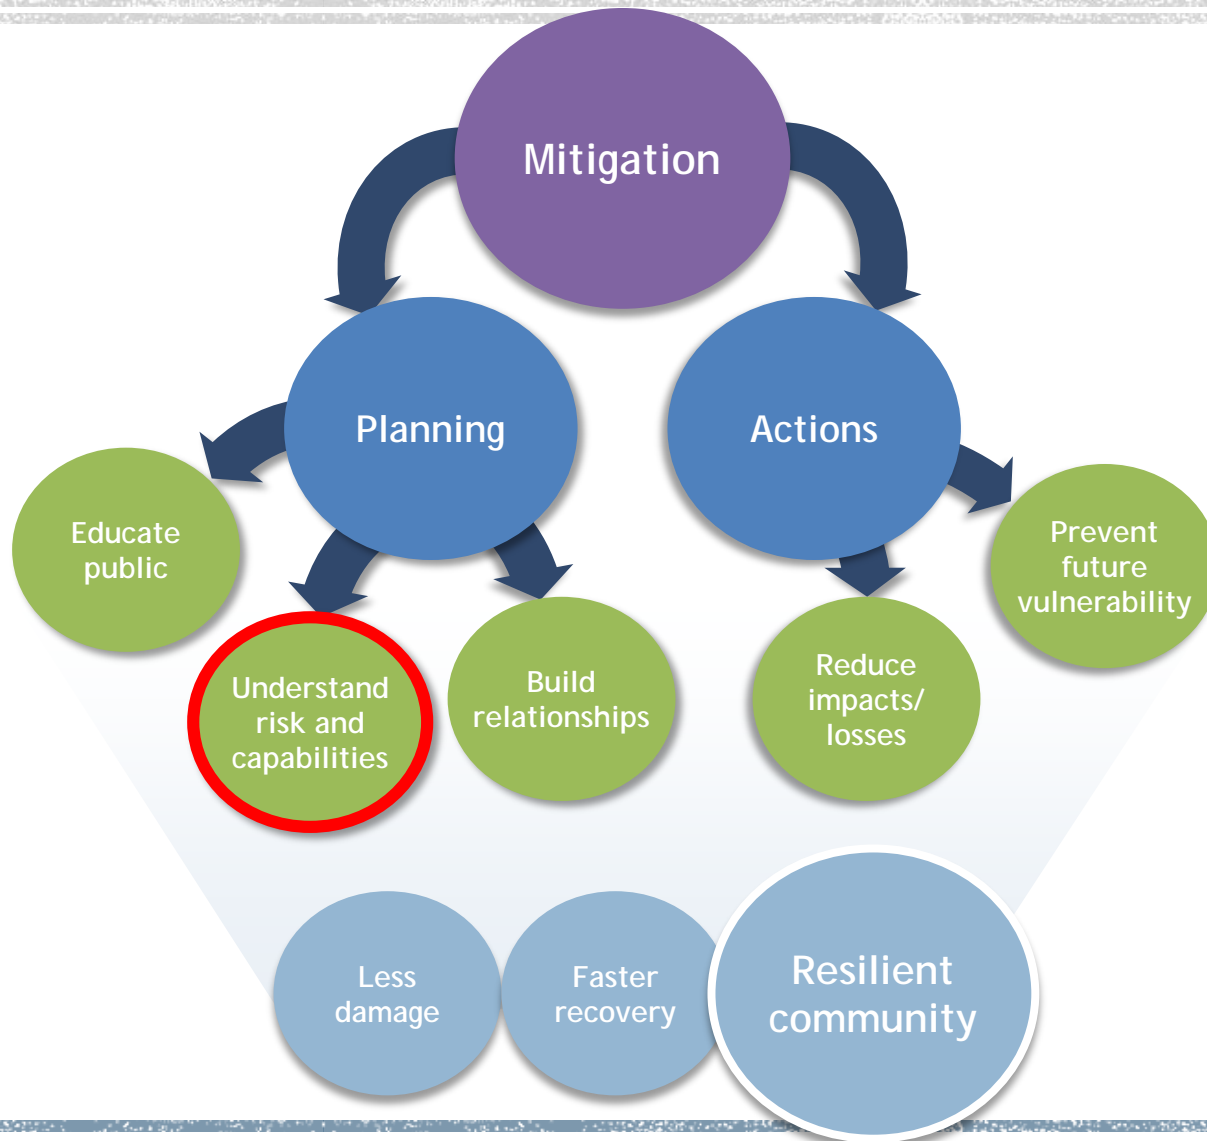 Mitigation
Planning
Actions
Educate
public
Understand
risk and
capabilities
Build
relationships
Reduce
impacts/
losses
Prevent
future
vulnerability
Less
damage
Faster
recovery
Resilient
community